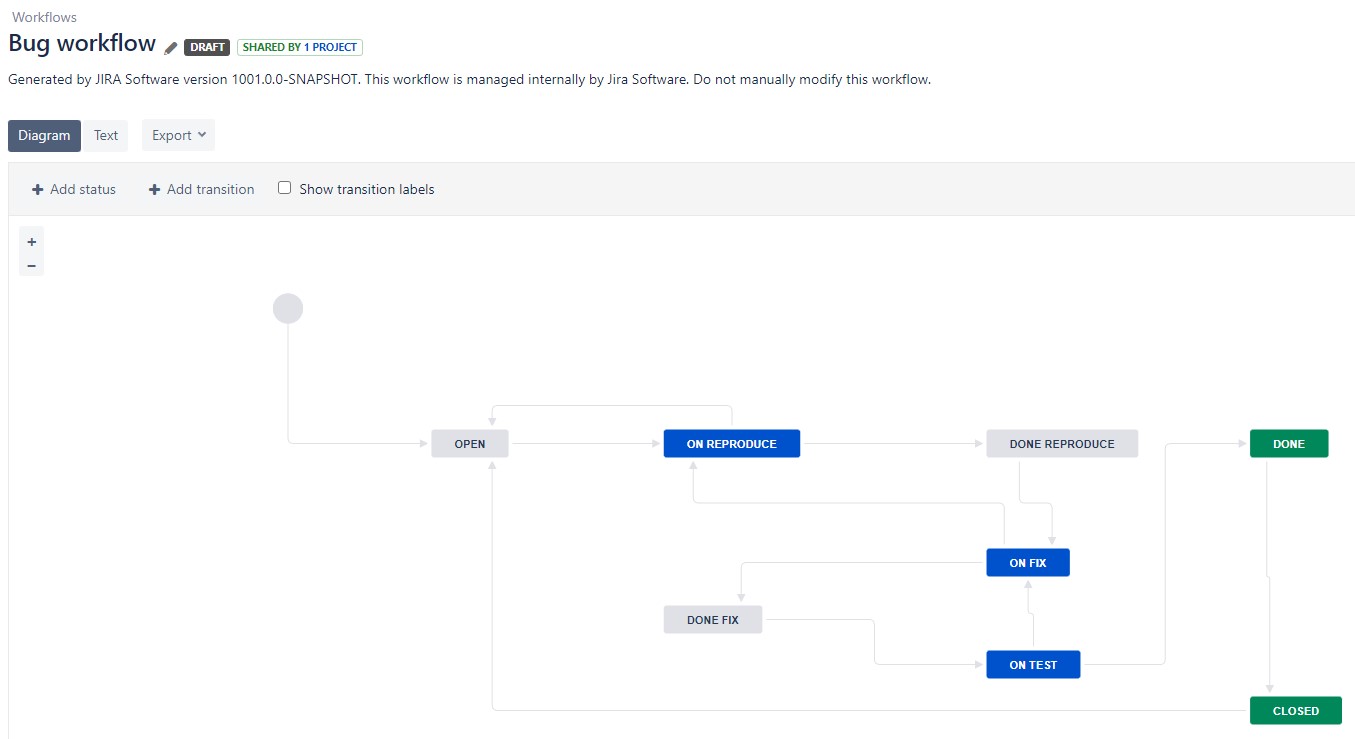 Workflows
Bug workflow DRAFT SHARED BY 1 PROJECT
Generated by JIRA Software version 1001.0.0-SNAPSHOT. This workflow is managed internally by Jira Software. Do not manually modify this workflow.
Diagram Text Export
+ Add status + Add transition Show transition labels
+
−
OPEN ON REPRODUCE DONE REPRODUCE DONE
ON FIX
DONE FIX
ON TEST
CLOSED